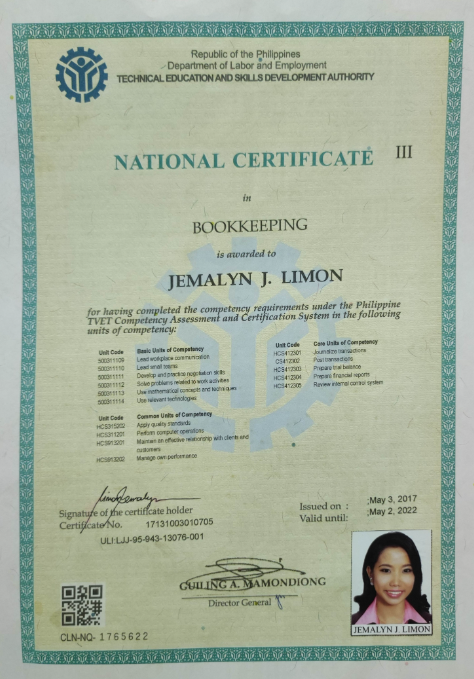 Republic of the Philippines
Department of Labor and Employment
TECHNICAL EDUCATION AND SKILLS DEVELOPMENT AUTHORITY
NATIONAL CERTIFICATE III
in
BOOKKEEPING
is awarded to
JEMALYN J. LIMON
for having completed the competency requirements under the Philippine
TVET Competency Assessment and Certification System in the following
units of competency:
Unit Code Basic Units of Competency
500311109 Lead workplace communication
500311110 Lead small teams
500311111 Develop and practice negotiation skills
500311112 Solve problems related to work activities
500311113 Use mathematical concepts and techniques
500311114 Use relevant technologies
Unit Code Common Units of Competency
HCS315202 Apply quality standards
HCS311201 Perform computer operations
HCS913201 Maintain an effective relationship with clients and
customers
HCS913202 Manage own performance
Unit Code Core Units of Competency
HCS412301 Journalize transactions
HCS412302 Post transactions
HCS412303 Prepare trial balance
HCS412304 Prepare financial reports
HCS412305 Review internal control system
Signature of the certificate holder
Certificate No. 17131003010705
ULI:LJJ-95-943-13076-001
Issued on : May 3, 2017
Valid until: May 2, 2022
GUILING A. MAMONDIONG
Director General
JEMALYN J. LIMON
CLN-NQ- 1765622